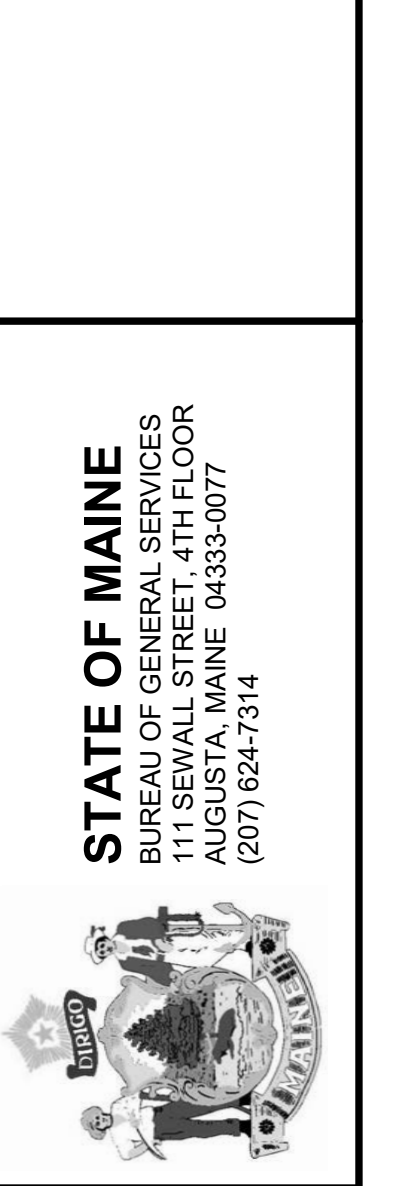 STATE OF MAINE
BUREAU OF GENERAL SERVICES
111 SEWALL STREET, 4TH FLOOR
AUGUSTA, MAINE 04333-0077
(207) 624-7314
DIRIGO
MAINE